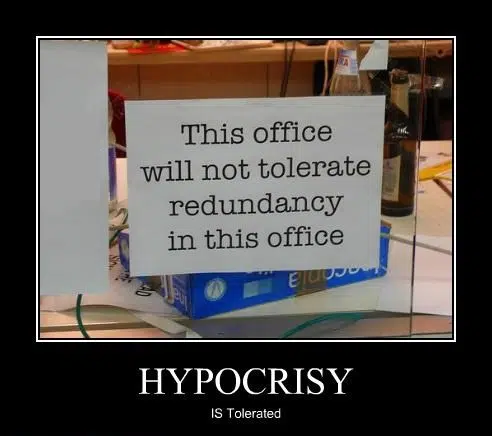 This office
will not tolerate
redundancy
in this office
HYPOCRISY
IS Tolerated